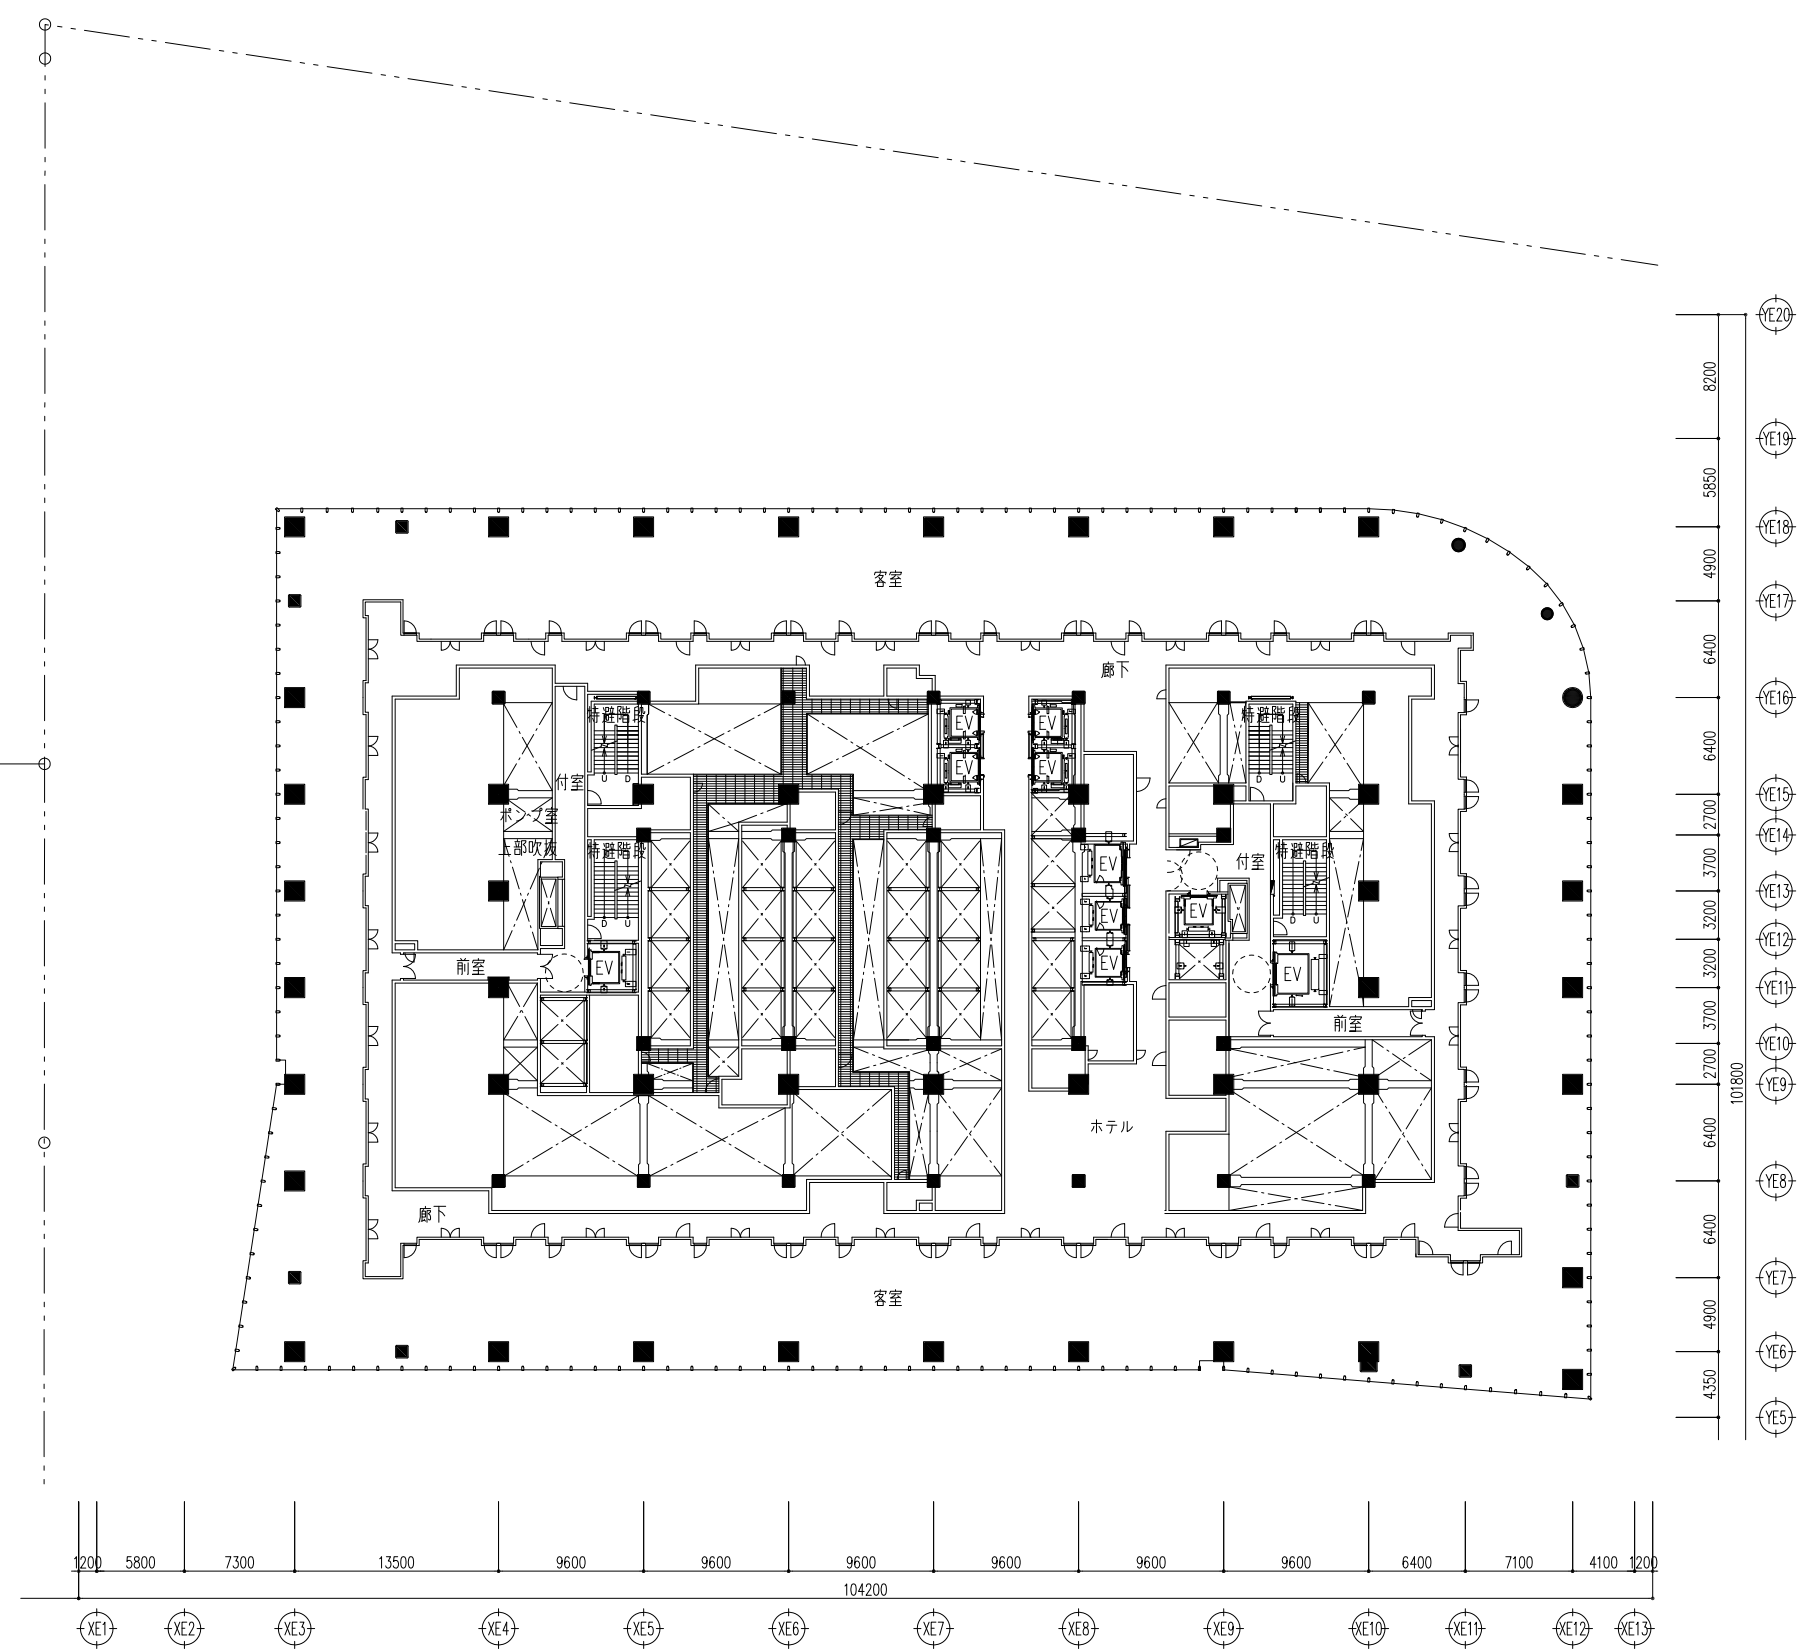 YE20
8200
YE19
5850
YE18
4900
客室
YE17
6400
廊下
YE16
特避階段
EV
EV
特避階段
6400
EV
EV
付室
YE15
ポンプ室
2700
YE14
上部吹抜
特避階段
EV
付室
特避階段
3700
YE13
EV
EV
3200
D
U
D
U
U
D
D
U
YE12
前室
EV
EV
EV
3200
YE11
3700
前室
YE10
2700
YE9
101800
ホテル
6400
YE8
廊下
6400
YE7
客室
4900
YE6
4350
YE5
1200
5800
7300
13500
9600
9600
9600
9600
9600
9600
6400
7100
4100
1200
104200
XE1
XE2
XE3
XE4
XE5
XE6
XE7
XE8
XE9
XE10
XE11
XE12
XE13